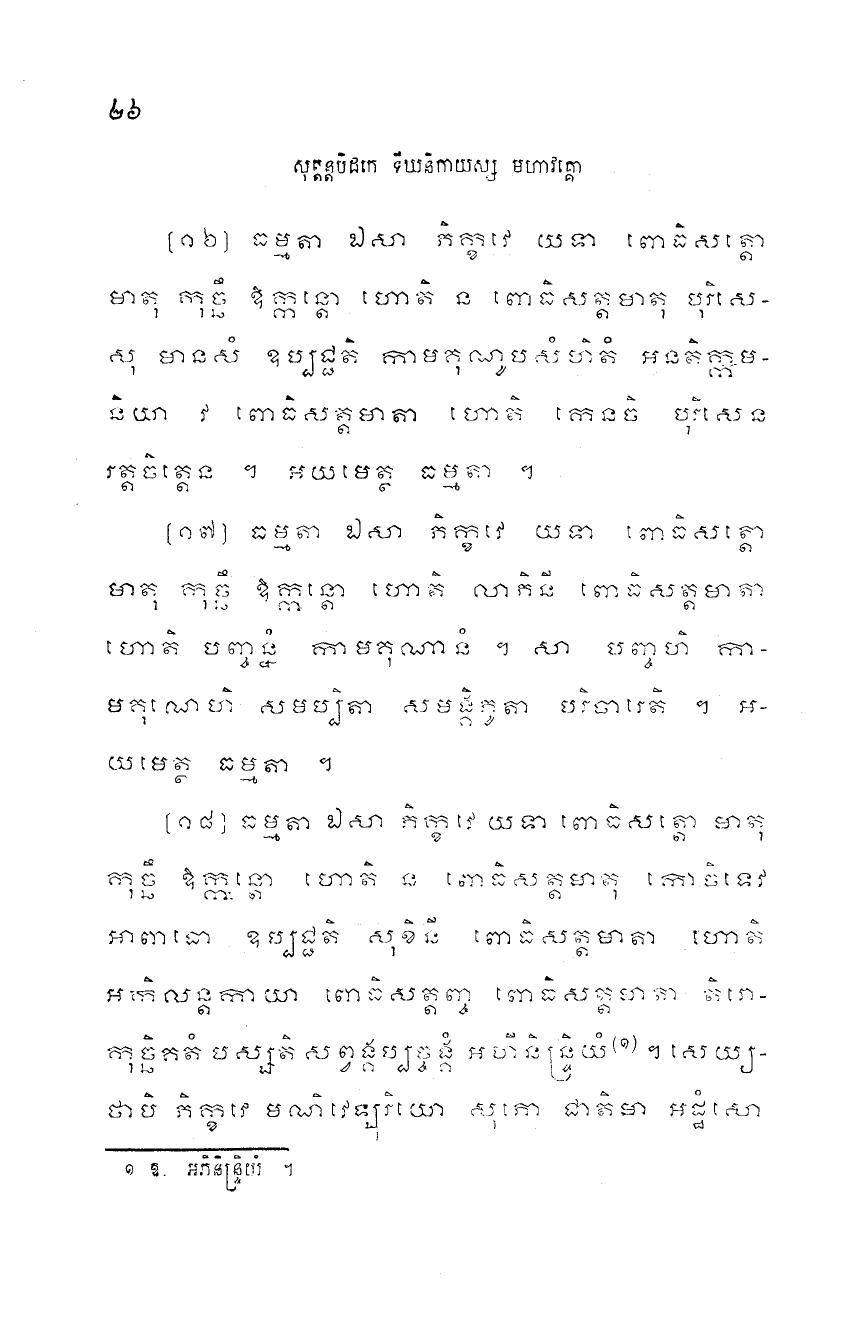 ២៦
សុត្តន្តបិដកេ ទីឃនិកាយស្ស មហាវគ្គោ
[១៦] ធម្មតា ឯសា ភិក្ខវេ យទា ពោធិសត្តោ
មាតុ កុច្ឆឹ ឱក្កន្តោ ហោតិ ន ពោធិសត្តមាតុ បុរិសេ-
សុ មានសំ ឧប្បជ្ជតិ កាមគុណូបសំហិតំ អនតិក្កម-
និយា វ ពោធិសត្តមាតា ហោតិ កេនចិ បុរិសេន
រត្តចិត្តេន ។ អយមេត្ថ ធម្មតា ។
[១៧] ធម្មតា ឯសា ភិក្ខវេ យទា ពោធិសត្តោ
មាតុ កុច្ឆឹ ឱក្កន្តោ ហោតិ លាភិនី ពោធិសត្តមាតា
ហោតិ បញ្ចន្នំ កាមគុណានំ ។ សា បញ្ចហិ កា-
មគុណេហិ សមប្បិតា សមង្គិភូតា បរិចារេតិ ។ អ-
យមេត្ថ ធម្មតា ។
[១៨] ធម្មតា ឯសា ភិក្ខវេ យទា ពោធិសត្តោ មាតុ
កុច្ឆឹ ឱក្កន្តោ ហោតិ ន ពោធិសត្តមាតុ កោចិទេវ
អាពាធោ ឧប្បជ្ជតិ សុខិនី ពោធិសត្តមាតា ហោតិ
អកិលន្តកាយា ពោធិសត្តញ្ច ពោធិសត្តមាតា តិរោ-
កុច្ឆិគតំ បស្សតិ សព្វង្គប្បច្ចង្គំ អហីនិន្ទ្រិយំ(១) ។ សេយ្យ-
ថាបិ ភិក្ខវេ មណិវេឡុរិយោ សុភោ ជាតិមា អដ្ឋំសោ
១ ឱ. អភិនិន្ទ្រិយំ ។